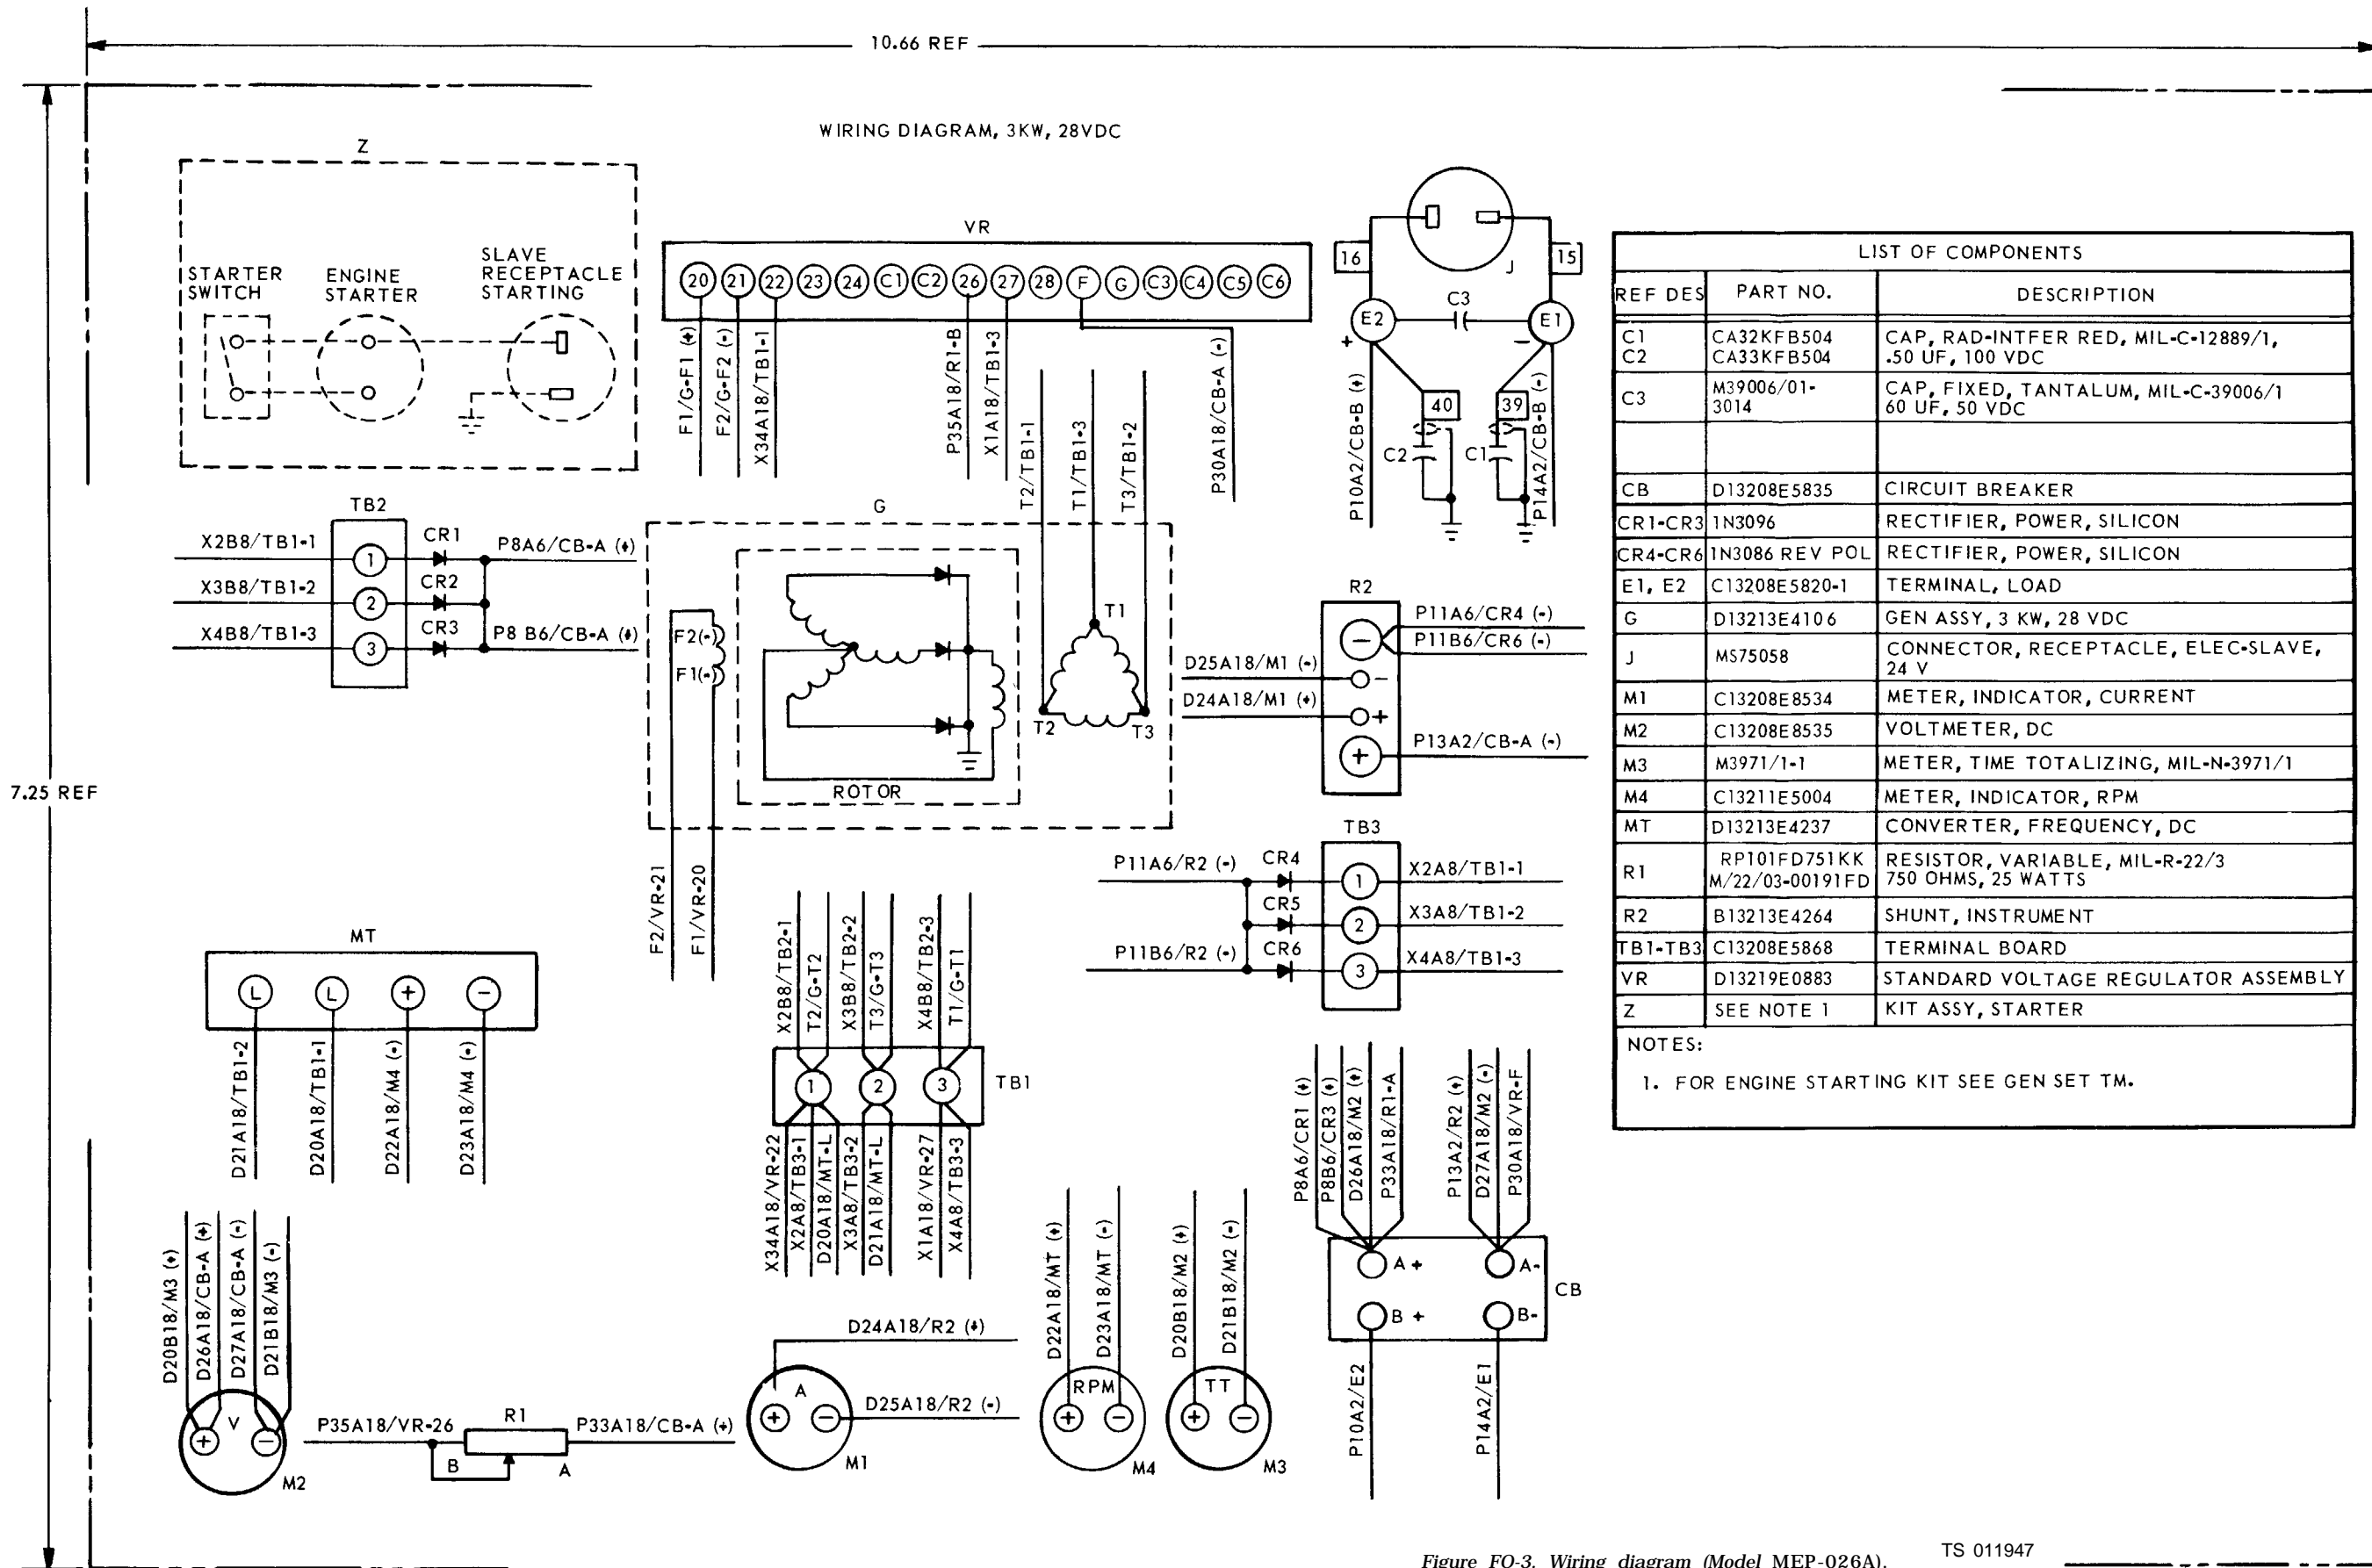 10.66 REF
7.25 REF
WIRING DIAGRAM, 3KW, 28VDC
Z
STARTER
SWITCH
ENGINE
STARTER
SLAVE
RECEPTACLE
STARTING
VR
20 21 22 23 24 C1 C2 26 27 28 F G C3 C4 C5 C6
F1/G-F1 (+)
F2/G-F2 (-)
X34A18/TB1-1
P35A18/R1-B
X1A18/TB1-3
P30A18/CB-A (-)
J
16
15
E2
C3
E1
+
−
P10A2/CB-B (+)
40
39
C2
C1
P14A2/CB-B (-)
TB2
X2B8/TB1-1
1
CR1
P8A6/CB-A (+)
X3B8/TB1-2
2
CR2
X4B8/TB1-3
3
CR3
P8 B6/CB-A (+)
G
T2/TB1-1
T1/TB1-3
T3/TB1-2
F2(-)
F1(-)
T1
T2
T3
ROTOR
F2/VR-21
F1/VR-20
R2
−
P11A6/CR4 (-)
P11B6/CR6 (-)
D25A18/M1 (-)
−
D24A18/M1 (+)
+
+
P13A2/CB-A (-)
TB3
P11A6/R2 (-)
CR4
1
X2A8/TB1-1
CR5
2
X3A8/TB1-2
P11B6/R2 (-)
CR6
3
X4A8/TB1-3
MT
L L + −
D21A18/TB1-2
D20A18/TB1-1
D22A18/M4 (+)
D23A18/M4 (-)
X2B8/TB2-1
T2/G-T2
X3B8/TB2-2
T3/G-T3
X4B8/TB2-3
T1/G-T1
1 2 3
TB1
X34A18/VR-22
X2A8/TB3-1
D20A18/MT-L
X3A8/TB3-2
D21A18/MT-L
X1A18/VR-27
X4A8/TB3-3
P8A6/CR1 (+)
P8B6/CR3 (+)
D26A18/M2 (+)
P33A18/R1-A
P13A2/R2 (-)
D27A18/M2 (-)
P30A18/VR-F
A +
A-
B +
B-
CB
P10A2/E2
P14A2/E1
D20B18/M3 (+)
D26A18/CB-A (+)
D27A18/CB-A (-)
D21B18/M3 (-)
V
+ −
M2
P35A18/VR-26
R1
P33A18/CB-A (+)
B
A
D24A18/R2 (+)
A
+ −
D25A18/R2 (-)
M1
D22A18/MT (+)
D23A18/MT (-)
RPM
+ −
M4
D20B18/M2 (+)
D21B18/M2 (-)
TT
+ −
M3
LIST OF COMPONENTS
REF DES PART NO. DESCRIPTION
C1 CA32KFB504 CAP, RAD-INTFER RED, MIL-C-12889/1,
C2 CA33KFB504 .50 UF, 100 VDC
C3 M39006/01- CAP, FIXED, TANTALUM, MIL-C-39006/1
3014 60 UF, 50 VDC
CB D13208E5835 CIRCUIT BREAKER
CR1-CR3 1N3096 RECTIFIER, POWER, SILICON
CR4-CR6 1N3086 REV POL RECTIFIER, POWER, SILICON
E1, E2 C13208E5820-1 TERMINAL, LOAD
G D13213E4106 GEN ASSY, 3 KW, 28 VDC
J MS75058 CONNECTOR, RECEPTACLE, ELEC-SLAVE,
24 V
M1 C13208E8534 METER, INDICATOR, CURRENT
M2 C13208E8535 VOLTMETER, DC
M3 M3971/1-1 METER, TIME TOTALIZING, MIL-N-3971/1
M4 C13211E5004 METER, INDICATOR, RPM
MT D13213E4237 CONVERTER, FREQUENCY, DC
R1 RP101FD751KK RESISTOR, VARIABLE, MIL-R-22/3
M/22/03-00191FD 750 OHMS, 25 WATTS
R2 B13213E4264 SHUNT, INSTRUMENT
TB1-TB3 C13208E5868 TERMINAL BOARD
VR D13219E0883 STANDARD VOLTAGE REGULATOR ASSEMBLY
Z SEE NOTE 1 KIT ASSY, STARTER
NOTES:
1. FOR ENGINE STARTING KIT SEE GEN SET TM.
Figure FO-3. Wiring diagram (Model MEP-026A).
TS 011947